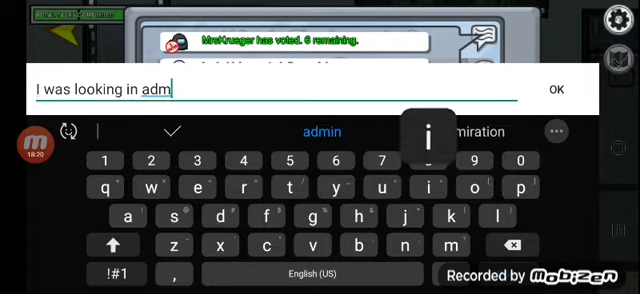 MrsKrueger has voted. 6 remaining.
I was looking in adm
OK
admin
i
miration
18:20
1 2 3 4 5 6 7 9 0
q w e r t y u i o p
a s d f g h j k l
z x c v b n m
!#1 , English (US)
Recorded by Mobizen